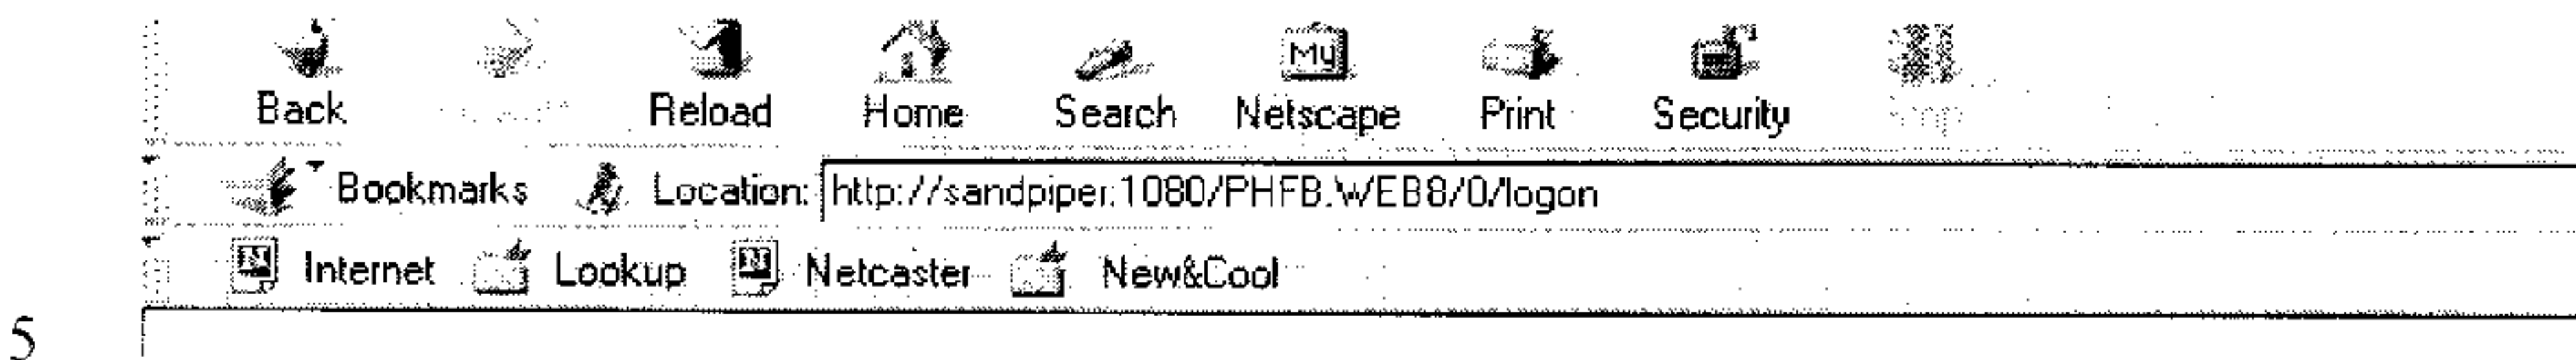 My
Back Reload Home Search Netscape Print Security
Bookmarks Location: http://sandpiper:1080/PHFB.WEB8/0/logon
Internet Lookup Netcaster New&Cool
5